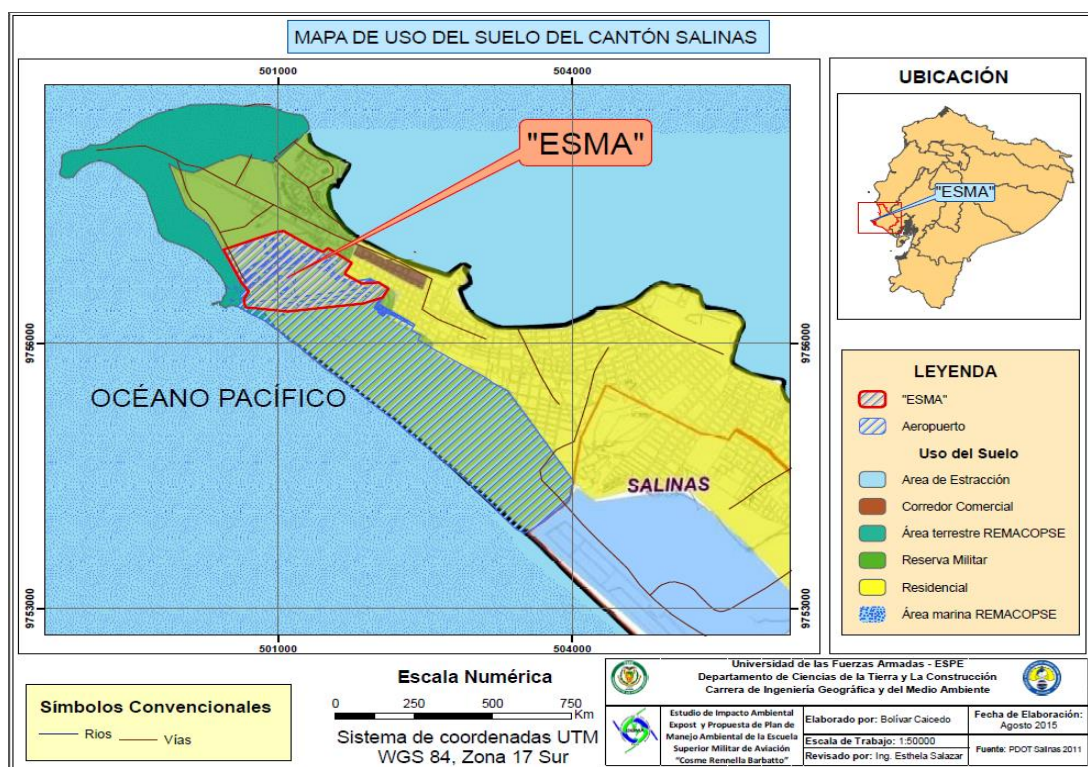 MAPA DE USO DEL SUELO DEL CANTÓN SALINAS
501000
504000
"ESMA"
9756000
9756000
OCÉANO PACÍFICO
SALINAS
9753000
9753000
501000
504000
UBICACIÓN
"ESMA"
LEYENDA
"ESMA"
Aeropuerto
Uso del Suelo
Area de Estracción
Corredor Comercial
Área terrestre REMACOPSE
Reserva Militar
Residencial
Área marina REMACOPSE
Símbolos Convencionales
Rios
Vías
Escala Numérica
0 250 500 750
Km
Sistema de coordenadas UTM
WGS 84, Zona 17 Sur
Universidad de las Fuerzas Armadas - ESPE
Departamento de Ciencias de la Tierra y La Construcción
Carrera de Ingeniería Geográfica y del Medio Ambiente
Estudio de Impacto Ambiental
Expost y Propuesta de Plan de
Manejo Ambiental de la Escuela
Superior Militar de Aviación
"Cosme Rennella Barbatto"
Elaborado por: Bolívar Caicedo
Escala de Trabajo: 1:50000
Revisado por: Ing. Esthela Salazar
Fecha de Elaboración:
Agosto 2015
Fuente: PDOT Salinas 2011